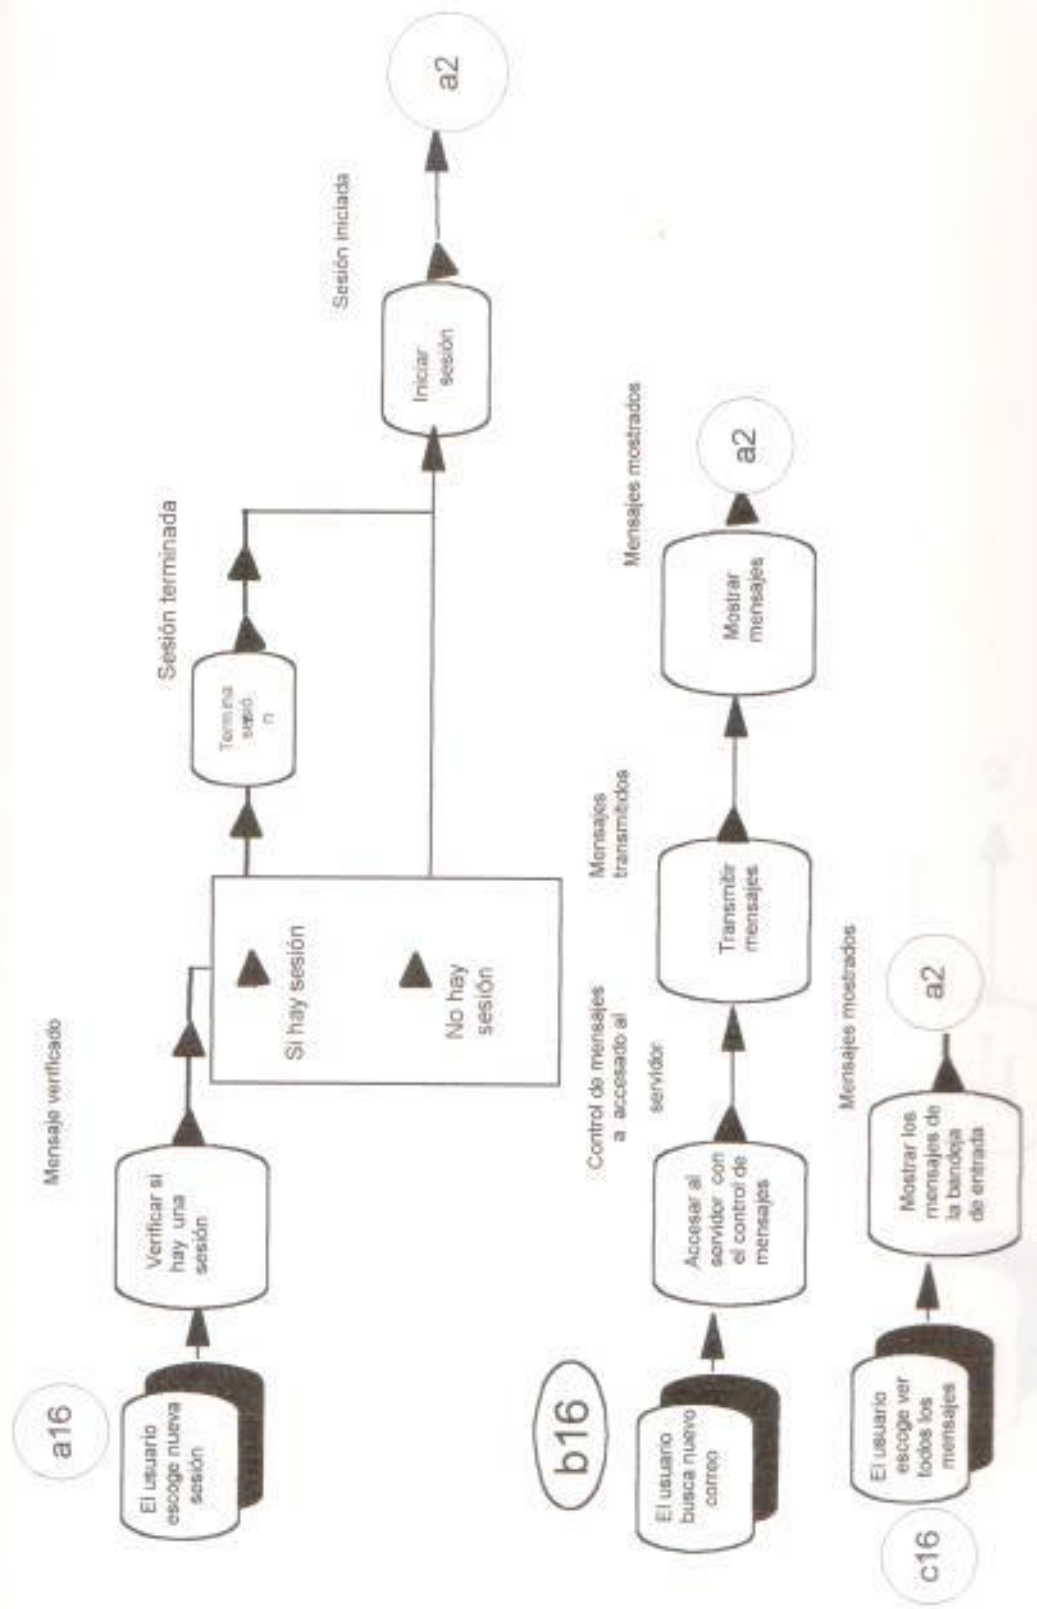 a16
El usuario
escoge nueva
sesión
Verificar si
hay una
sesión
Mensaje verificado
Si hay sesión
No hay
sesión
Termina
sesió
n
Sesión terminada
Iniciar
sesión
Sesión iniciada
a2
b16
El usuario
busca nuevo
correo
Accesar al
servidor con
el control de
mensajes
Control de mensajes
a accesado al
servidor
Transmitir
mensajes
Mensajes
transmitidos
Mostrar
mensajes
Mensajes mostrados
a2
c16
El usuario
escoge ver
todos los
mensajes
Mostrar los
mensajes de
la bandeja
de entrada
Mensajes mostrados
a2